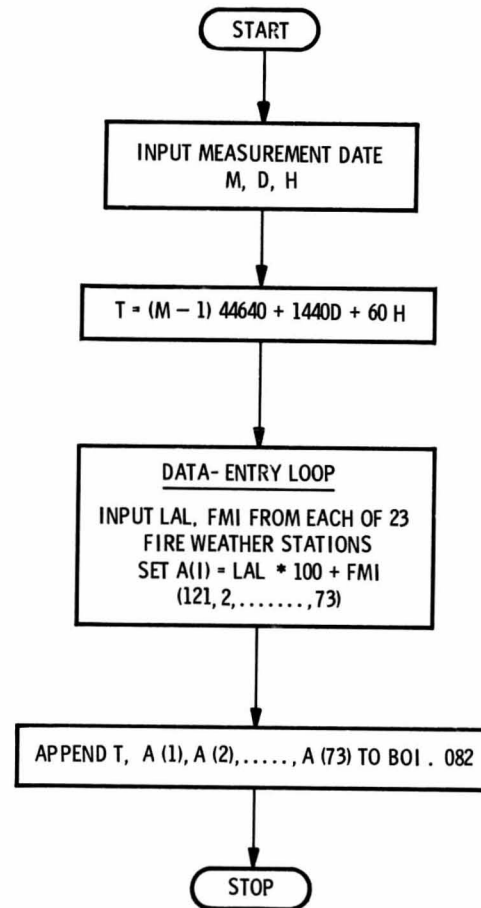 START
INPUT MEASUREMENT DATE
M, D, H
T = (M – 1) 44640 + 1440D + 60 H
DATA- ENTRY LOOP
INPUT LAL, FMI FROM EACH OF 23
FIRE WEATHER STATIONS
SET A(I) = LAL * 100 + FMI
(121, 2, . . . . . . . , 73)
APPEND T, A (1), A (2), . . . . . , A (73) TO BOI . 082
STOP